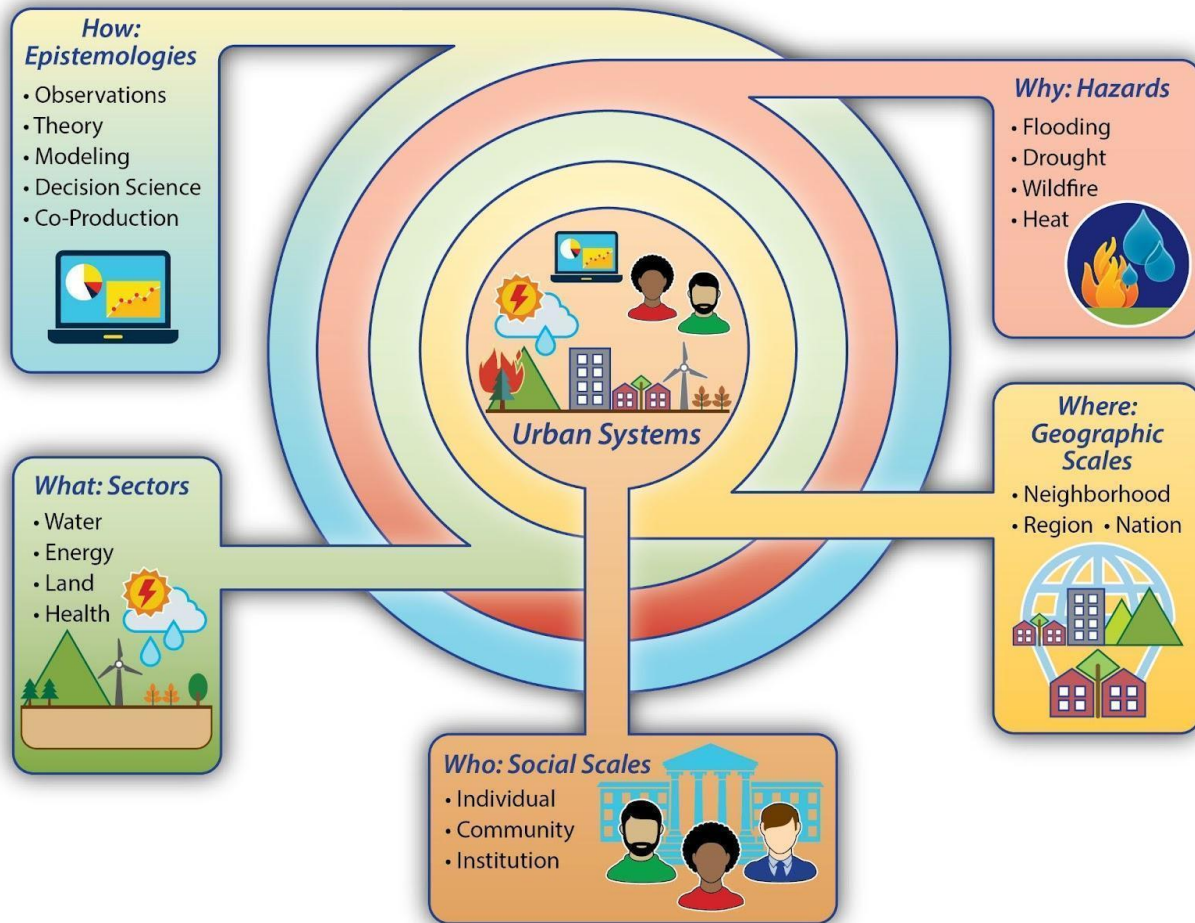 How:
Epistemologies
• Observations
• Theory
• Modeling
• Decision Science
• Co-Production
Why: Hazards
• Flooding
• Drought
• Wildfire
• Heat
Urban Systems
What: Sectors
• Water
• Energy
• Land
• Health
Where:
Geographic
Scales
• Neighborhood
• Region • Nation
Who: Social Scales
• Individual
• Community
• Institution